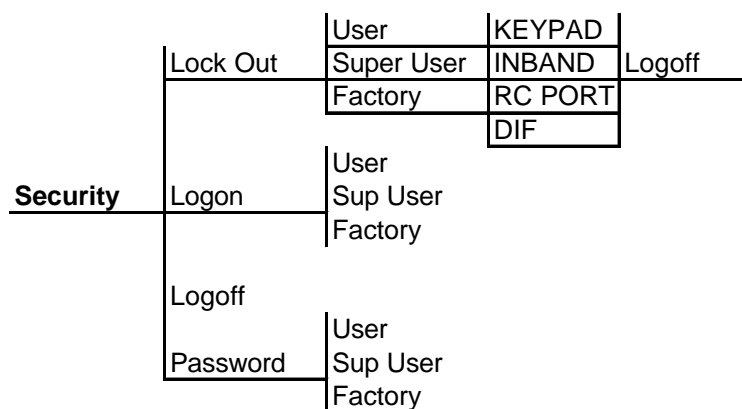 User KEYPAD
Lock Out Super User INBAND Logoff
Factory RC PORT
DIF
User
Security Logon Sup User
Factory
Logoff
User
Password Sup User
Factory